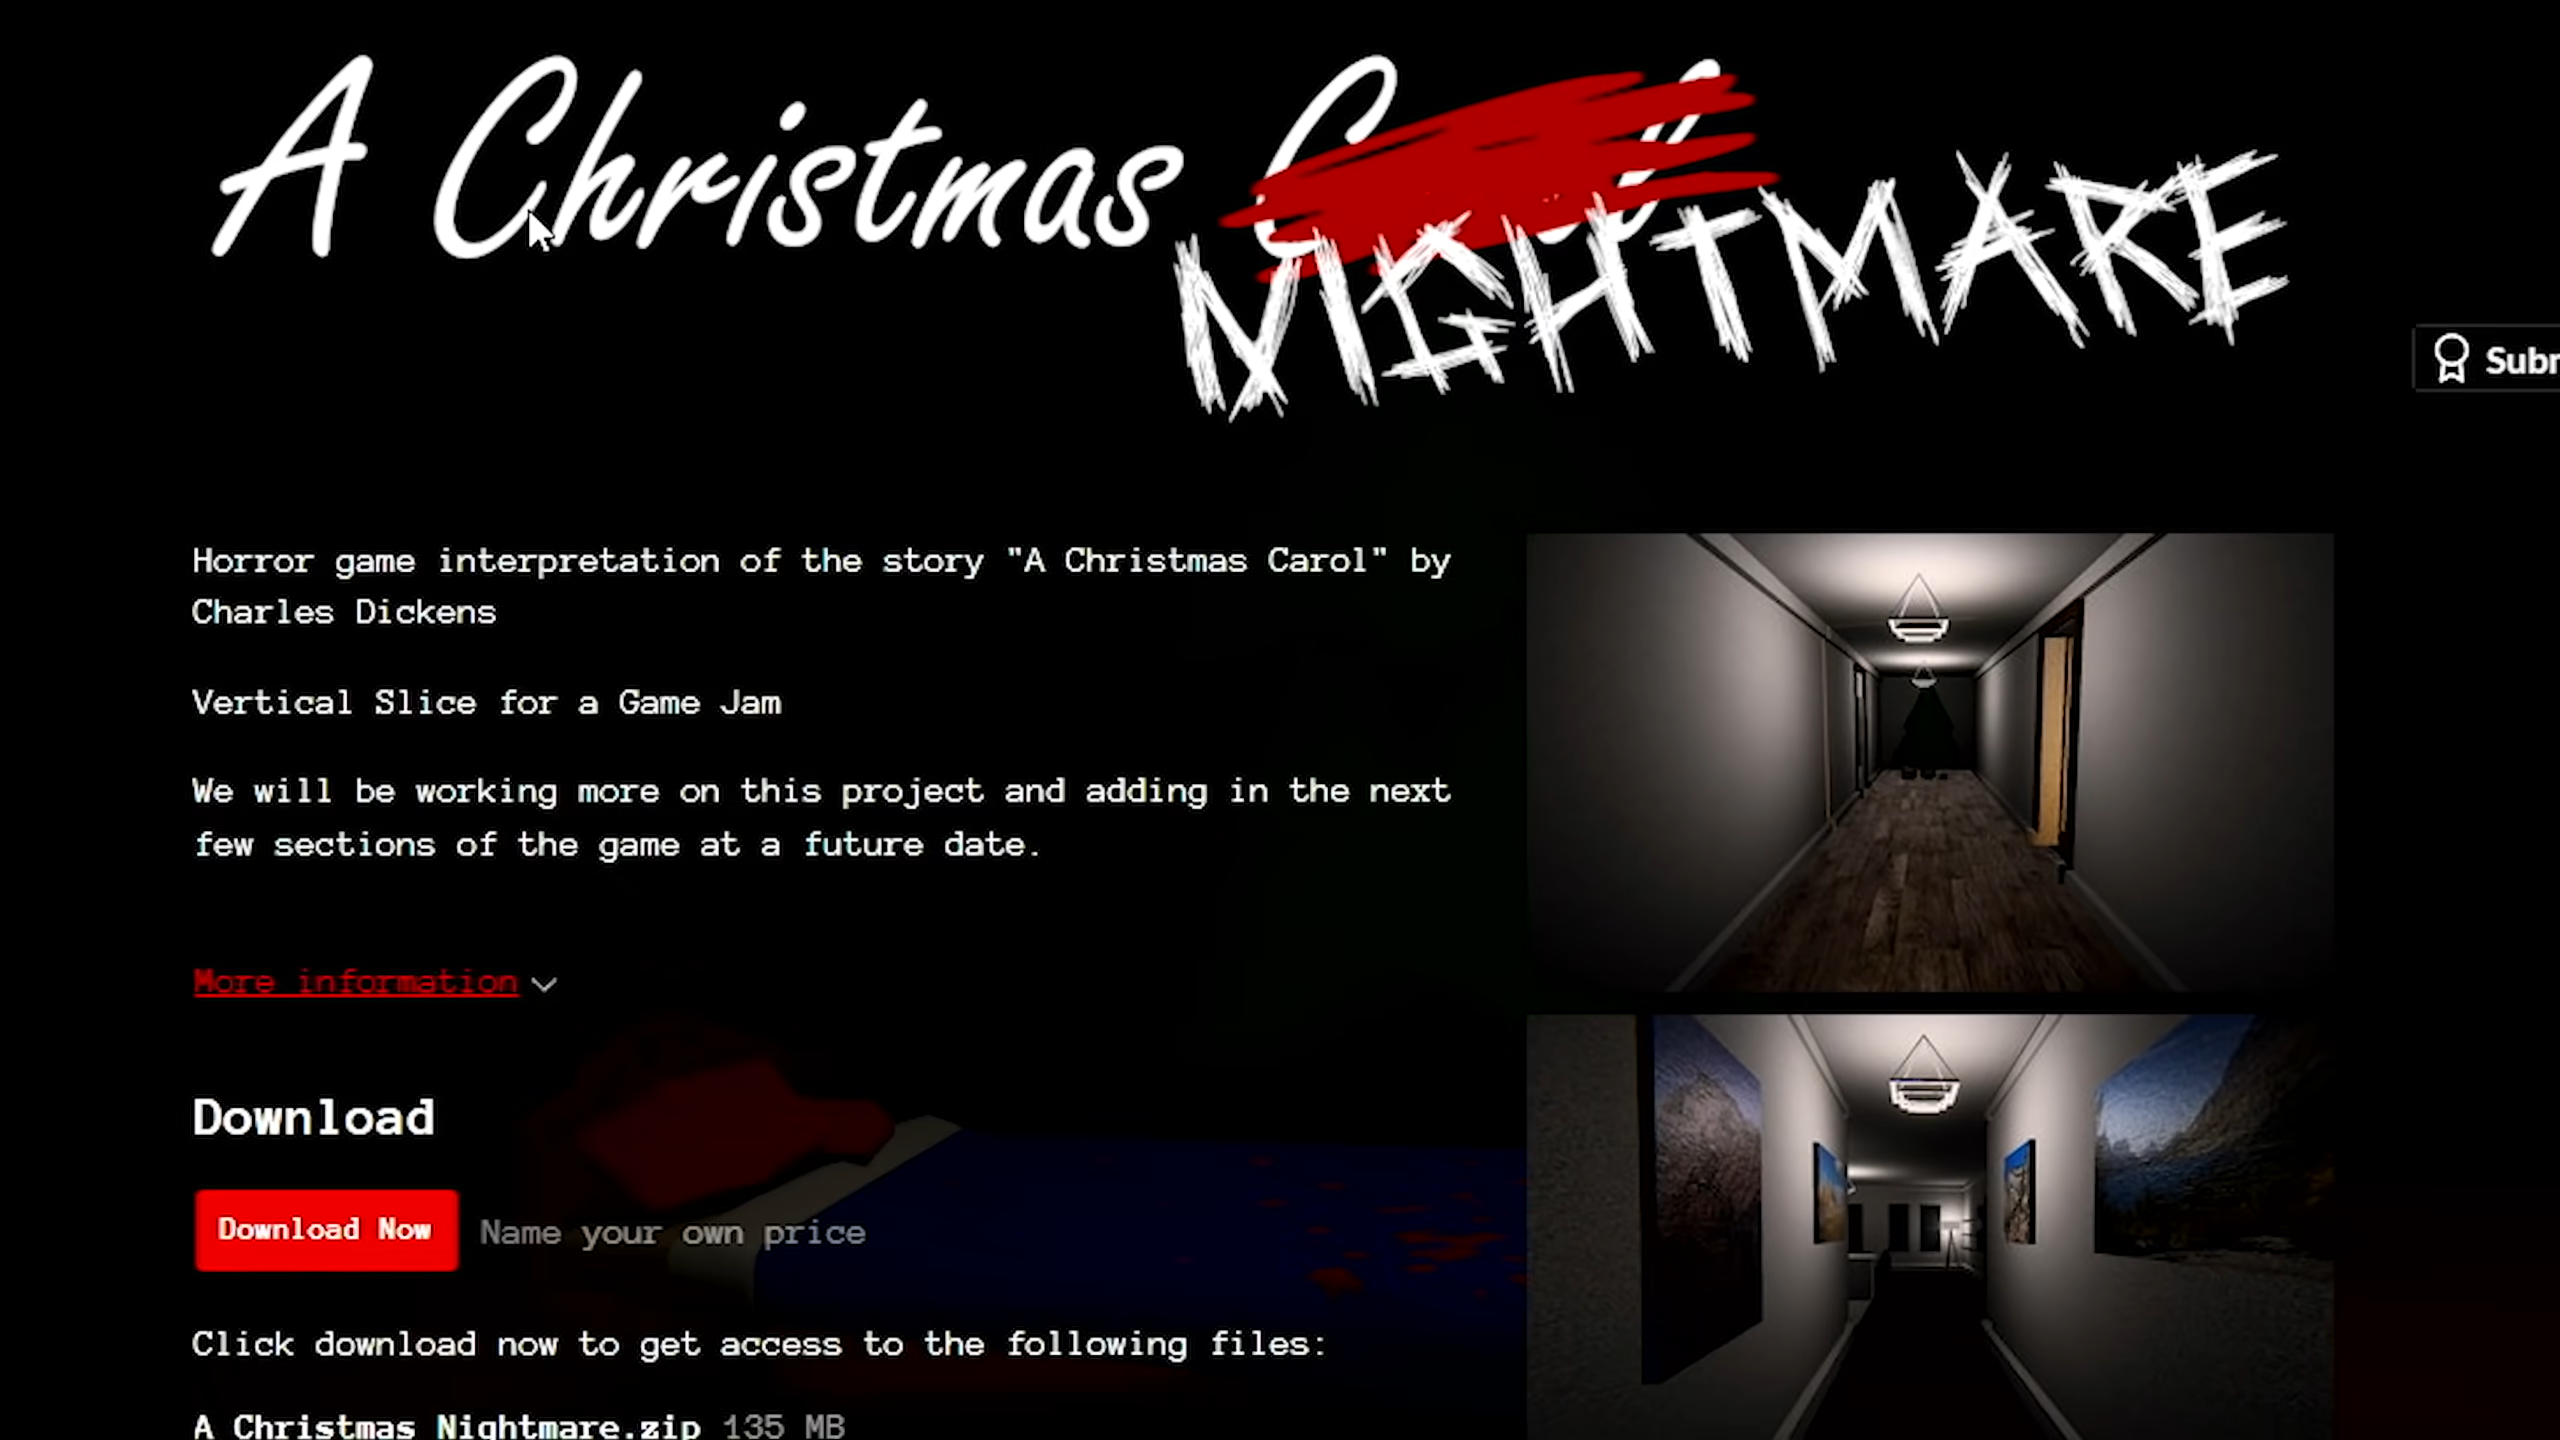 A Christmas
NIGHTMARE
Horror game interpretation of the story "A Christmas Carol" by
Charles Dickens
Vertical Slice for a Game Jam
We will be working more on this project and adding in the next
few sections of the game at a future date.
More information
Download
Download Now Name your own price
Click download now to get access to the following files:
A Christmas Nightmare.zip 135 MB